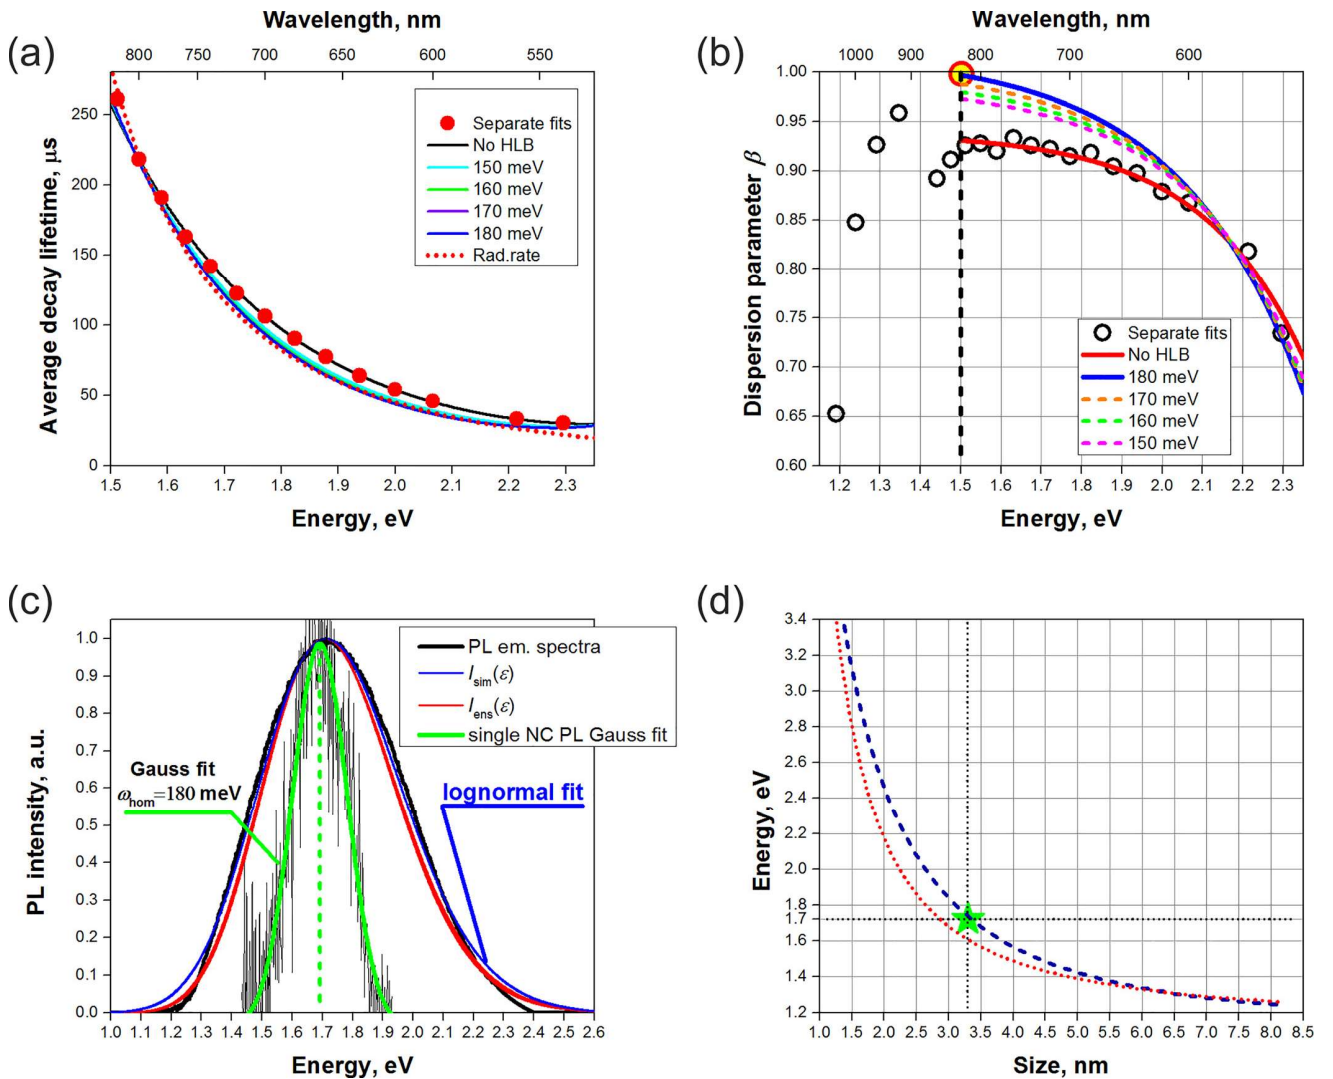 (a)
Wavelength, nm
800 750 700 650 600 550
Average decay lifetime, µs
250
200
150
100
50
0
Separate fits
No HLB
150 meV
160 meV
170 meV
180 meV
Rad.rate
1.5 1.6 1.7 1.8 1.9 2.0 2.1 2.2 2.3
Energy, eV
(b)
Wavelength, nm
1000 900 800 700 600
Dispersion parameter β
1.00
0.95
0.90
0.85
0.80
0.75
0.70
0.65
0.60
Separate fits
No HLB
180 meV
170 meV
160 meV
150 meV
1.2 1.3 1.4 1.5 1.6 1.7 1.8 1.9 2.0 2.1 2.2 2.3
Energy, eV
(c)
PL intensity, a.u.
1.0
0.9
0.8
0.7
0.6
0.5
0.4
0.3
0.2
0.1
0.0
PL em. spectra
I_sim(ε)
I_ens(ε)
single NC PL Gauss fit
Gauss fit
ω_hom=180 meV
lognormal fit
1.0 1.1 1.2 1.3 1.4 1.5 1.6 1.7 1.8 1.9 2.0 2.1 2.2 2.3 2.4 2.5 2.6
Energy, eV
(d)
Energy, eV
3.4
3.2
3.0
2.8
2.6
2.4
2.2
2.0
1.8
1.7
1.6
1.4
1.2
1.0 1.5 2.0 2.5 3.0 3.5 4.0 4.5 5.0 5.5 6.0 6.5 7.0 7.5 8.0 8.5
Size, nm